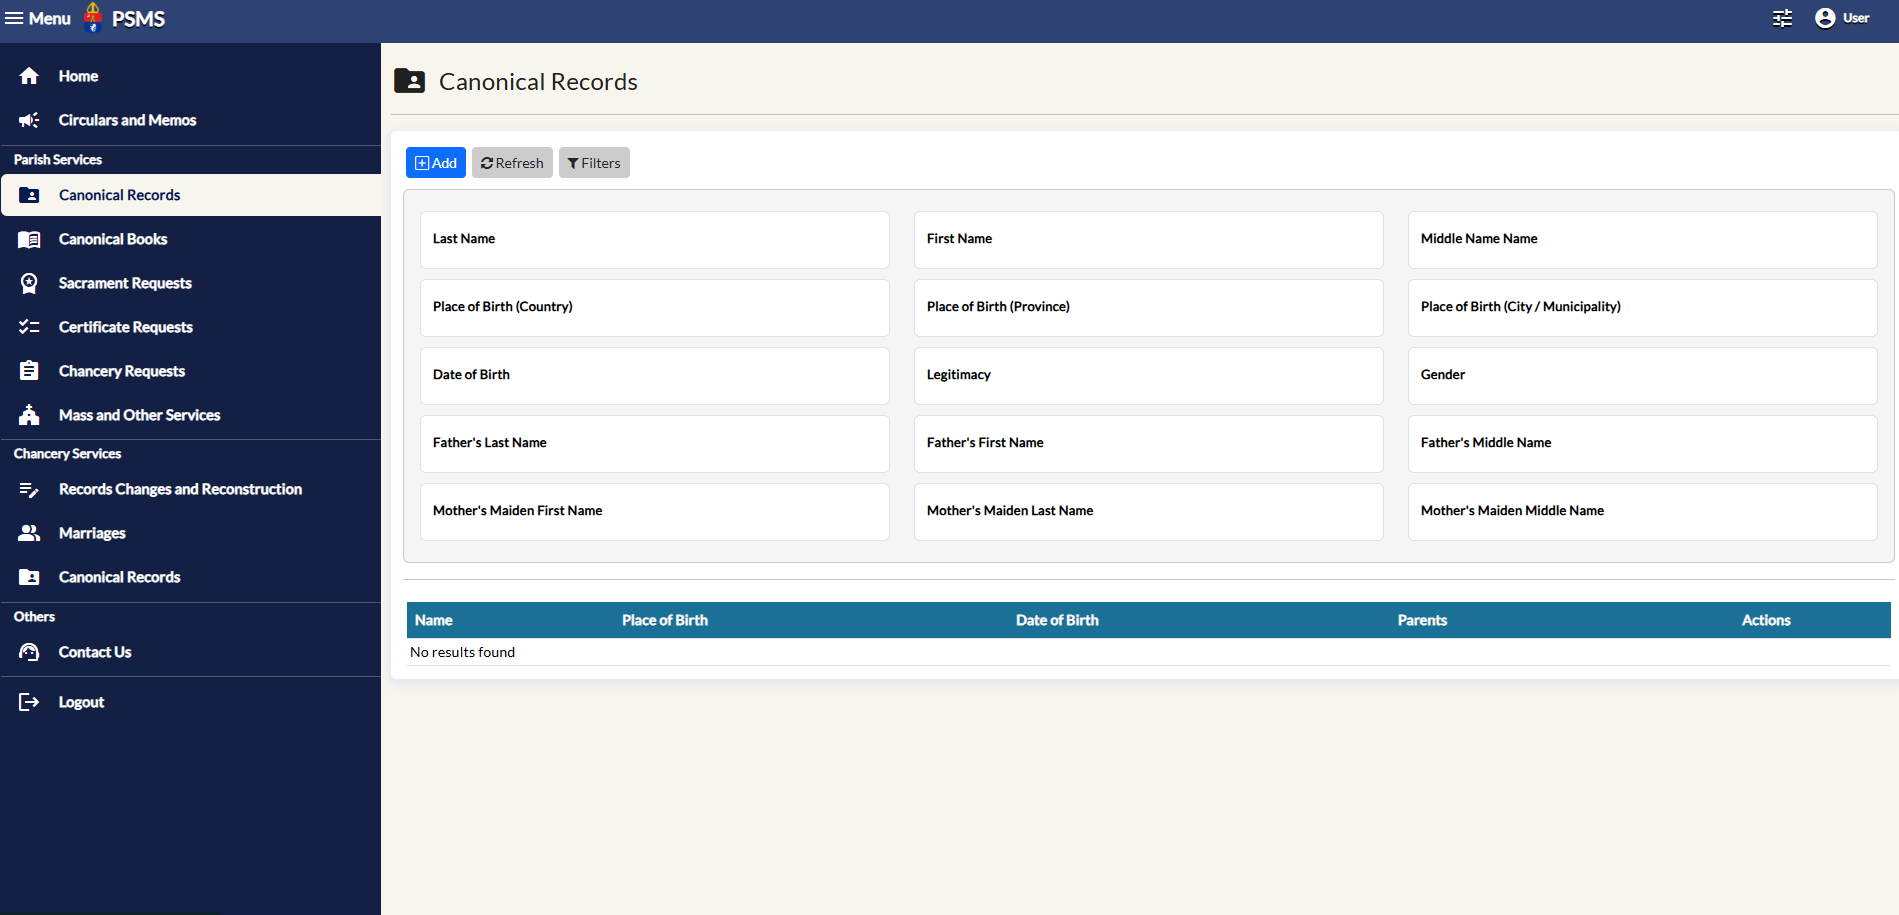 Menu PSMS User
Home
Circulars and Memos
Parish Services
Canonical Records
Canonical Books
Sacrament Requests
Certificate Requests
Chancery Requests
Mass and Other Services
Chancery Services
Records Changes and Reconstruction
Marriages
Canonical Records
Others
Contact Us
Logout
Canonical Records
Add Refresh Filters
Last Name First Name Middle Name Name
Place of Birth (Country) Place of Birth (Province) Place of Birth (City / Municipality)
Date of Birth Legitimacy Gender
Father's Last Name Father's First Name Father's Middle Name
Mother's Maiden First Name Mother's Maiden Last Name Mother's Maiden Middle Name
Name Place of Birth Date of Birth Parents Actions
No results found